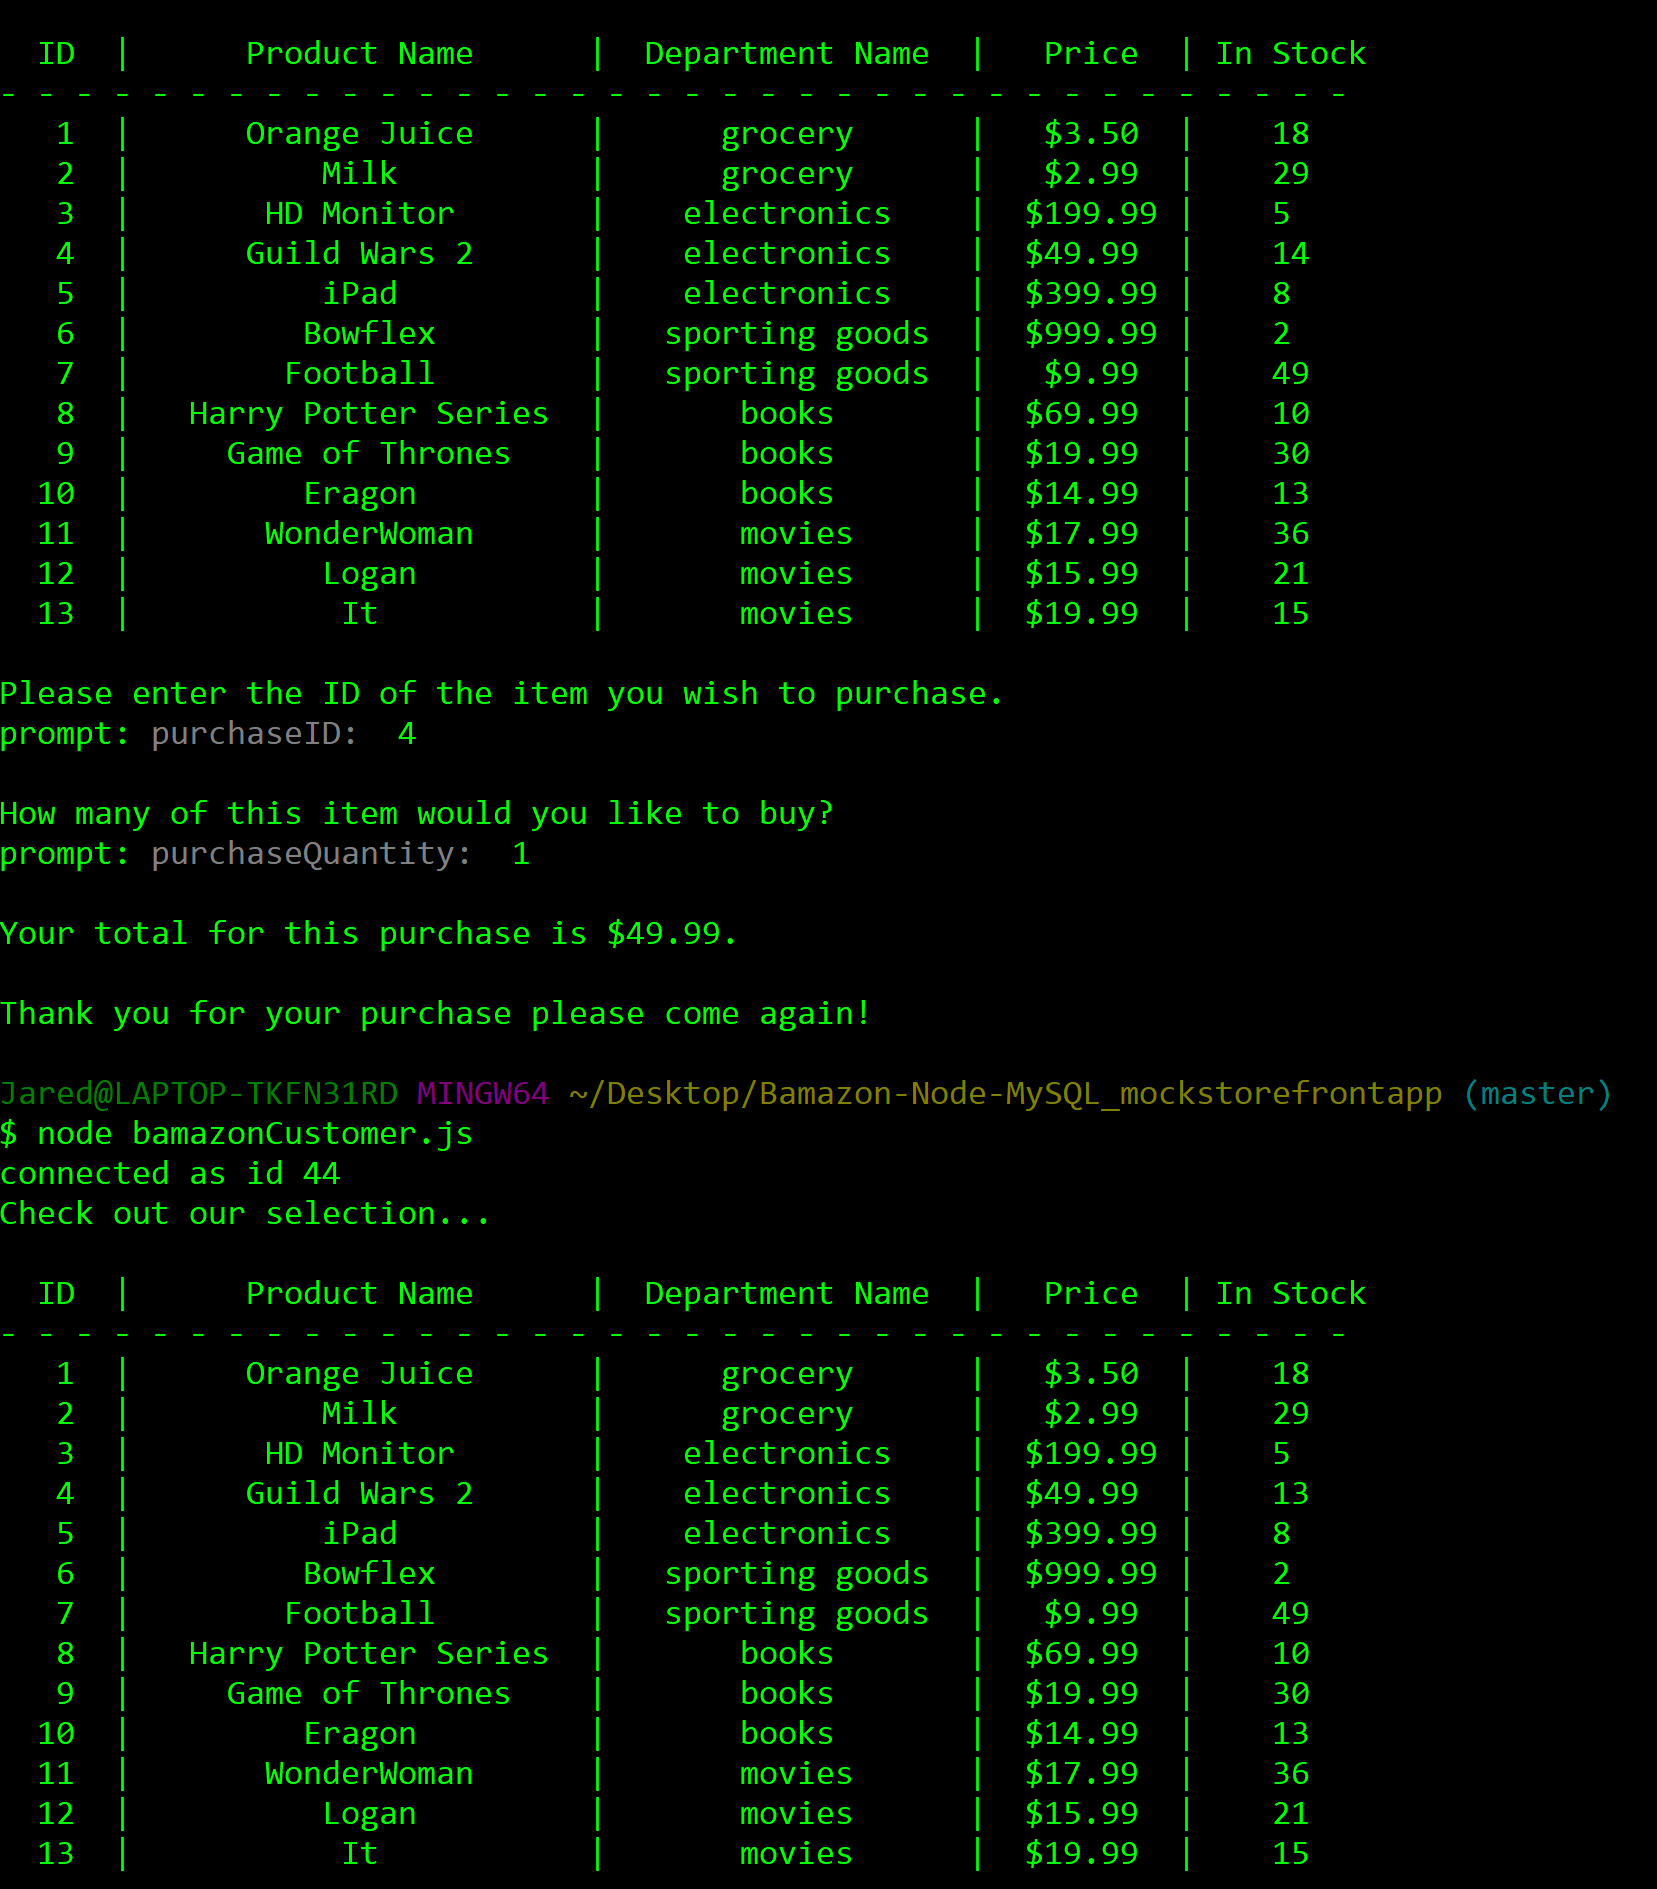 ID | Product Name | Department Name | Price | In Stock
- - - - - - - - - - - - - - - - - - - - - - - - - - - - - - - - - - - -
1 | Orange Juice | grocery | $3.50 | 18
2 | Milk | grocery | $2.99 | 29
3 | HD Monitor | electronics | $199.99 | 5
4 | Guild Wars 2 | electronics | $49.99 | 14
5 | iPad | electronics | $399.99 | 8
6 | Bowflex | sporting goods | $999.99 | 2
7 | Football | sporting goods | $9.99 | 49
8 | Harry Potter Series | books | $69.99 | 10
9 | Game of Thrones | books | $19.99 | 30
10 | Eragon | books | $14.99 | 13
11 | WonderWoman | movies | $17.99 | 36
12 | Logan | movies | $15.99 | 21
13 | It | movies | $19.99 | 15
Please enter the ID of the item you wish to purchase.
prompt: purchaseID:  4
How many of this item would you like to buy?
prompt: purchaseQuantity:  1
Your total for this purchase is $49.99.
Thank you for your purchase please come again!
Jared@LAPTOP-TKFN31RD MINGW64 ~/Desktop/Bamazon-Node-MySQL_mockstorefrontapp (master)
$ node bamazonCustomer.js
connected as id 44
Check out our selection...
ID | Product Name | Department Name | Price | In Stock
- - - - - - - - - - - - - - - - - - - - - - - - - - - - - - - - - - - -
1 | Orange Juice | grocery | $3.50 | 18
2 | Milk | grocery | $2.99 | 29
3 | HD Monitor | electronics | $199.99 | 5
4 | Guild Wars 2 | electronics | $49.99 | 13
5 | iPad | electronics | $399.99 | 8
6 | Bowflex | sporting goods | $999.99 | 2
7 | Football | sporting goods | $9.99 | 49
8 | Harry Potter Series | books | $69.99 | 10
9 | Game of Thrones | books | $19.99 | 30
10 | Eragon | books | $14.99 | 13
11 | WonderWoman | movies | $17.99 | 36
12 | Logan | movies | $15.99 | 21
13 | It | movies | $19.99 | 15